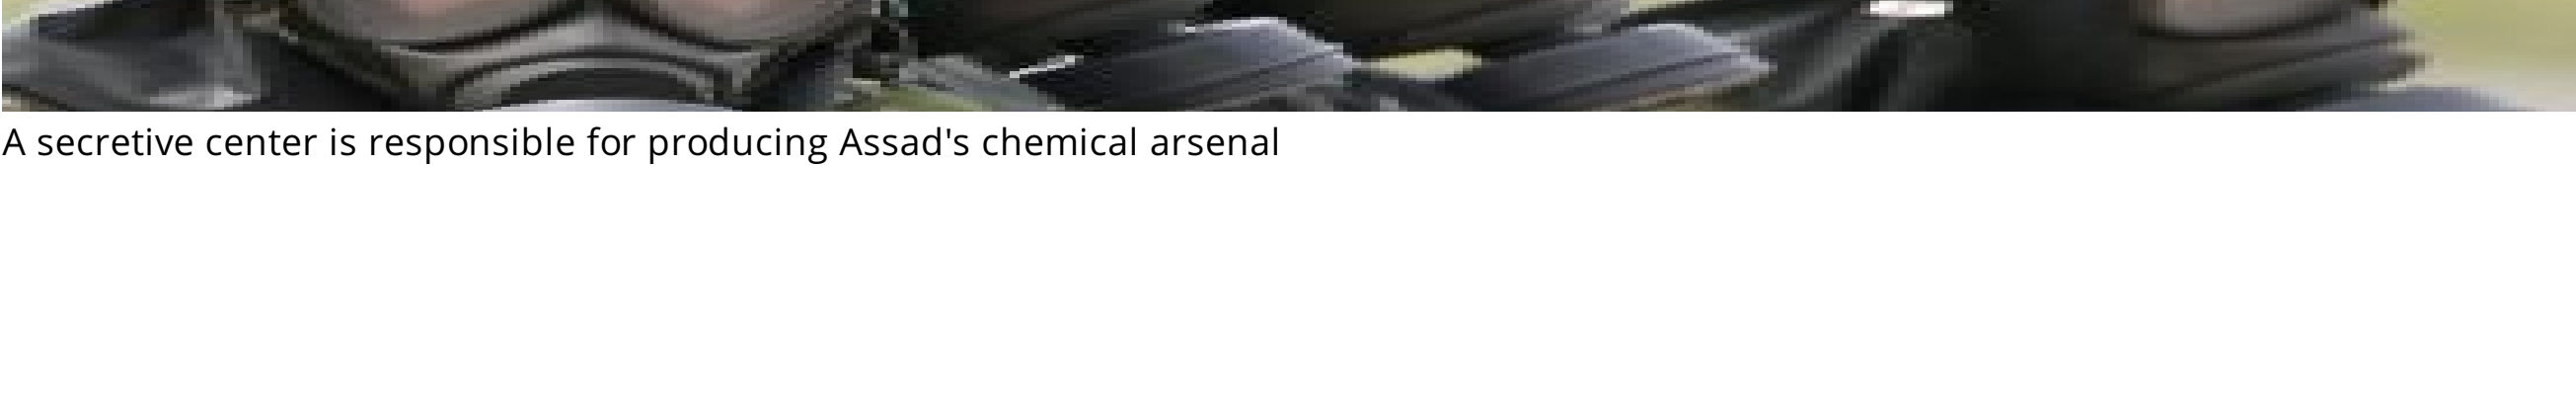 A secretive center is responsible for producing Assad's chemical arsenal